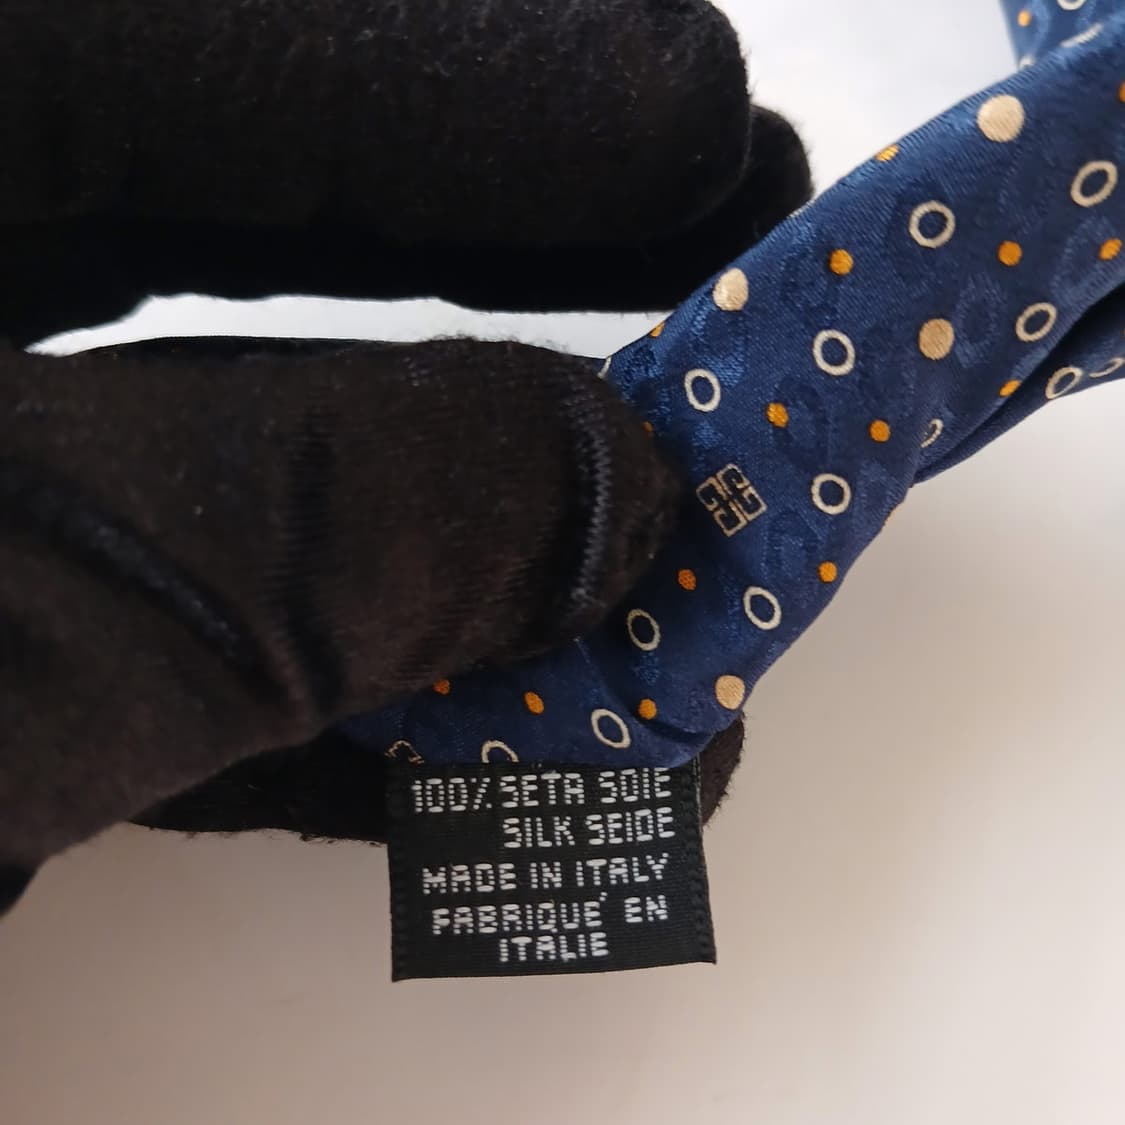 100% SETA SOIE
SILK SEIDE
MADE IN ITALY
FABRIQUE' EN
ITALIE